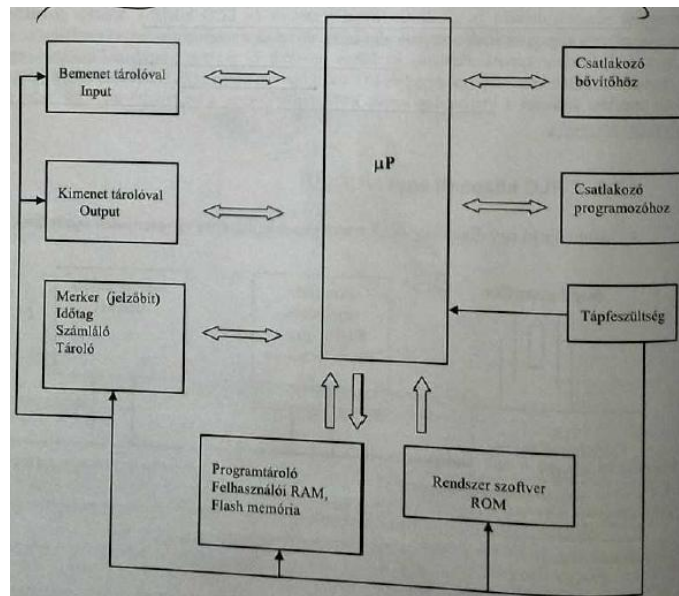 Bemenet tárolóval
Input
Kimenet tárolóval
Output
Merker (jelzőbit)
Időtag
Számláló
Tároló
µP
Csatlakozó
bővítőhöz
Csatlakozó
programozóhoz
Tápfeszültség
Programtároló
Felhasználói RAM,
Flash memória
Rendszer szoftver
ROM